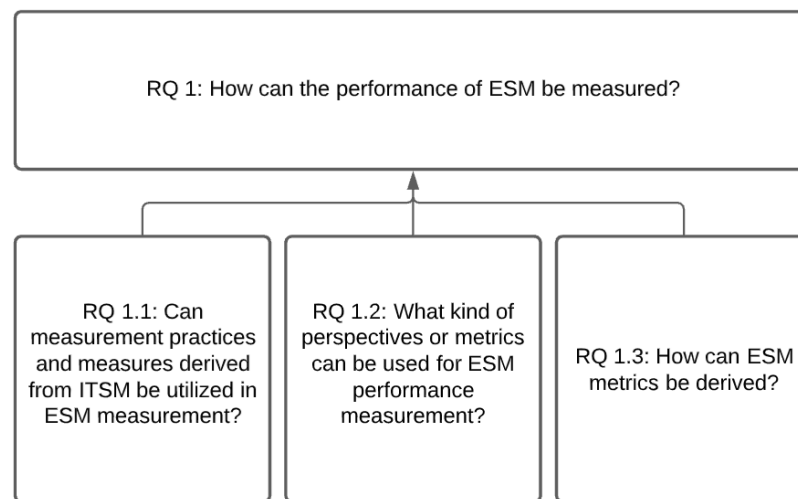 RQ 1: How can the performance of ESM be measured?
RQ 1.1: Can
measurement practices
and measures derived
from ITSM be utilized in
ESM measurement?
RQ 1.2: What kind of
perspectives or metrics
can be used for ESM
performance
measurement?
RQ 1.3: How can ESM
metrics be derived?